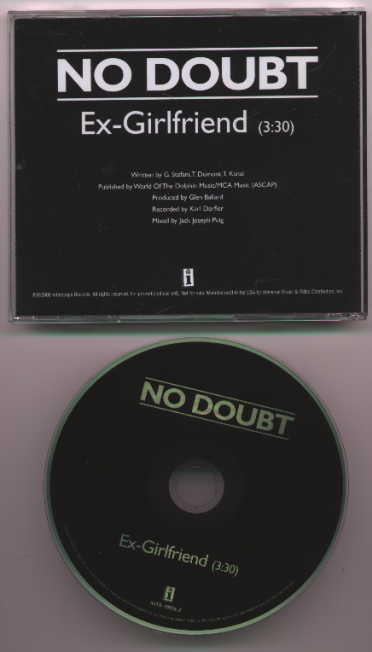 NO DOUBT
Ex-Girlfriend (3:30)
Written by G. Stefani, T. Dumont, T. Kanal
Published by World Of The Dolphin Music/MCA Music (ASCAP)
Produced by Glen Ballard
Recorded by Karl Derfler
Mixed by Jack Joseph Puig
i
NO DOUBT
Ex-Girlfriend (3:30)
i